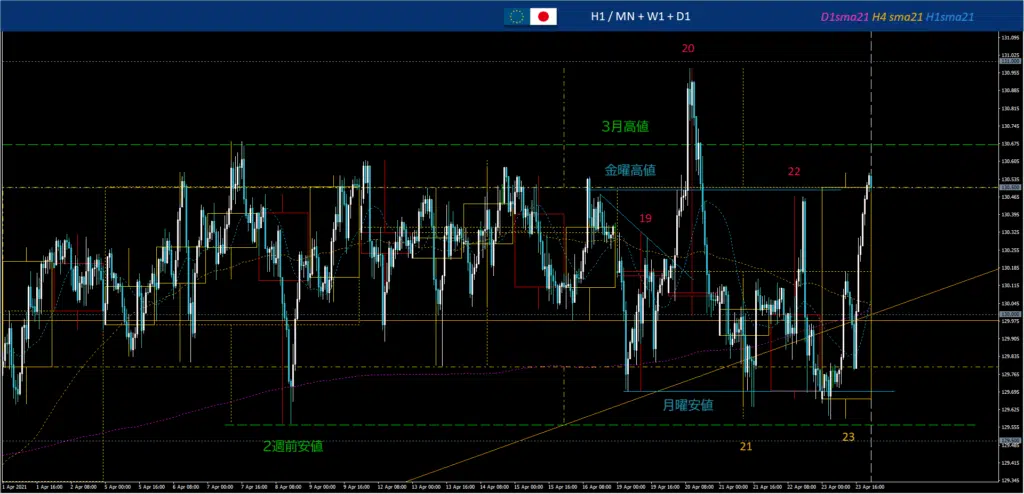 H1 / MN + W1 + D1
D1sma21 H4 sma21 H1sma21
131.095
131.025
131.000
130.955
130.885
130.815
130.745
130.675
130.605
130.535
130.500
130.465
130.395
130.325
130.255
130.185
130.115
130.045
130.000
129.975
129.905
129.835
129.765
129.695
129.625
129.555
129.500
129.485
129.415
129.345
20
3月高値
金曜高値
22
19
月曜安値
21
23
2週前安値
1 Apr 2021
1 Apr 16:00
2 Apr 08:00
5 Apr 00:00
5 Apr 16:00
6 Apr 08:00
7 Apr 00:00
7 Apr 16:00
8 Apr 08:00
9 Apr 00:00
9 Apr 16:00
12 Apr 08:00
13 Apr 00:00
13 Apr 16:00
14 Apr 08:00
15 Apr 00:00
15 Apr 16:00
16 Apr 08:00
19 Apr 00:00
19 Apr 16:00
20 Apr 08:00
21 Apr 00:00
21 Apr 16:00
22 Apr 08:00
23 Apr 00:00
23 Apr 16:00